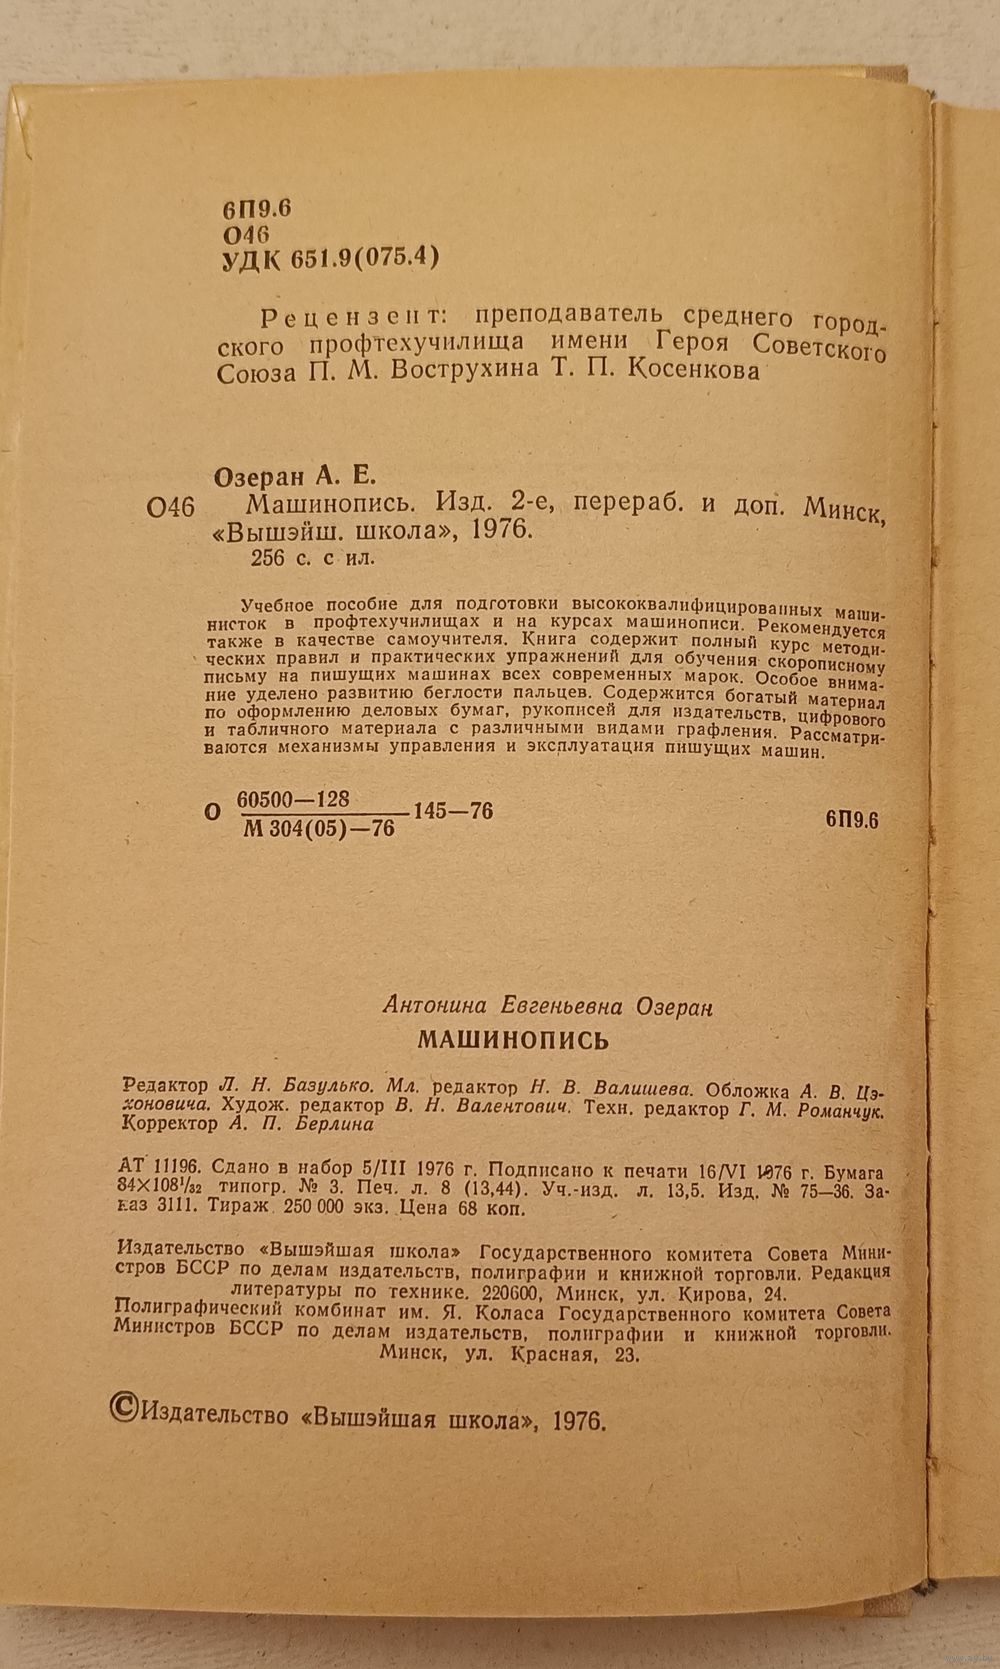 6П9.6
О46
УДК 651.9(075.4)
Рецензент: преподаватель среднего город-
ского профтехучилища имени Героя Советского
Союза П. М. Вострухина Т. П. Косенкова
Озеран А. Е.
О46 Машинопись. Изд. 2-е, перераб. и доп. Минск,
«Вышэйш. школа», 1976.
256 с. с ил.
Учебное пособие для подготовки высококвалифицированных маши-
нисток в профтехучилищах и на курсах машинописи. Рекомендуется
также в качестве самоучителя. Книга содержит полный курс методи-
ческих правил и практических упражнений для обучения скорописному
письму на пишущих машинах всех современных марок. Особое внима-
ние уделено развитию беглости пальцев. Содержится богатый материал
по оформлению деловых бумаг, рукописей для издательств, цифрового
и табличного материала с различными видами графления. Рассматри-
ваются механизмы управления и эксплуатация пишущих машин.
60500—128
О 145—76 6П9.6
М 304(05)—76
Антонина Евгеньевна Озеран
МАШИНОПИСЬ
Редактор Л. Н. Базулько. Мл. редактор Н. В. Валишева. Обложка А. В. Цэ-
хоновича. Худож. редактор В. Н. Валентович. Техн. редактор Г. М. Романчук.
Корректор А. П. Берлина
АТ 11196. Сдано в набор 5/III 1976 г. Подписано к печати 16/VI 1976 г. Бумага
84×108¹/₃₂ типогр. № 3. Печ. л. 8 (13,44). Уч.-изд. л. 13,5. Изд. № 75—36. За-
каз 3111. Тираж 250 000 экз. Цена 68 коп.
Издательство «Вышэйшая школа» Государственного комитета Совета Мини-
стров БССР по делам издательств, полиграфии и книжной торговли. Редакция
литературы по технике. 220600, Минск, ул. Кирова, 24.
Полиграфический комбинат им. Я. Коласа Государственного комитета Совета
Министров БССР по делам издательств, полиграфии и книжной торговли.
Минск, ул. Красная, 23.
©Издательство «Вышэйшая школа», 1976.